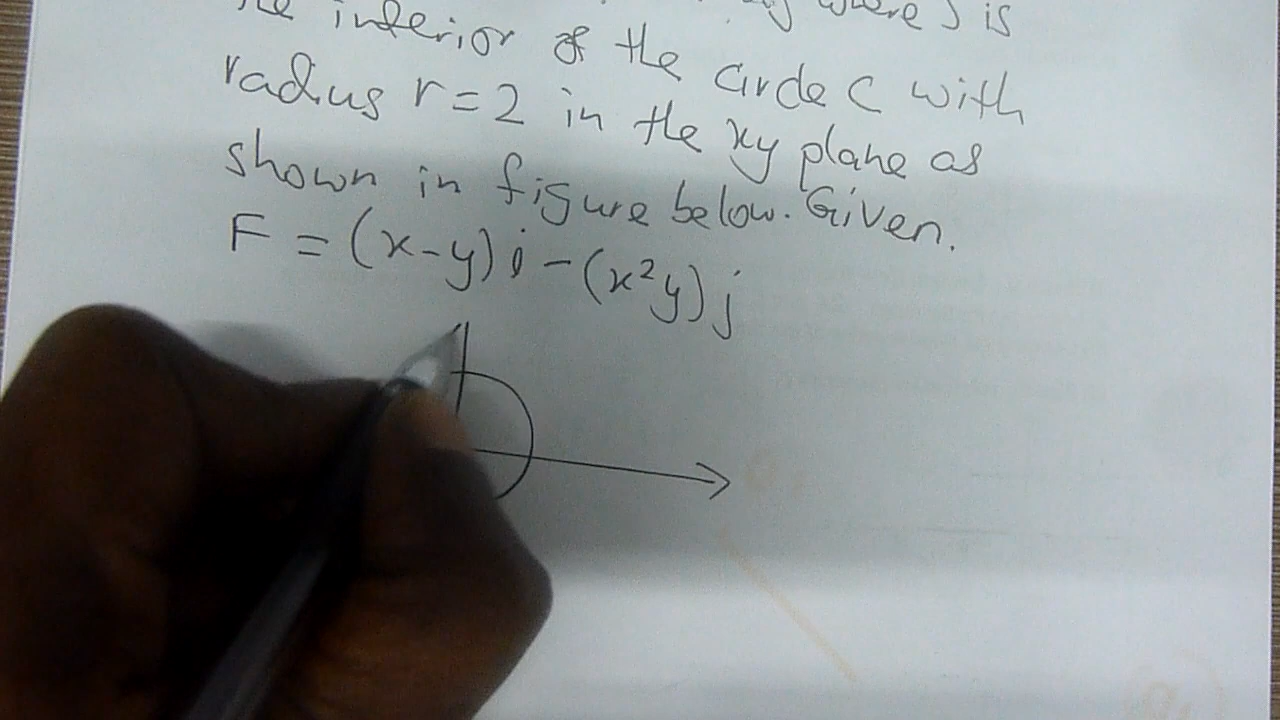 the interior of the circle C with
radius r = 2 in the xy plane as
shown in figure below. Given.
F = (x-y) i - (x²y) j